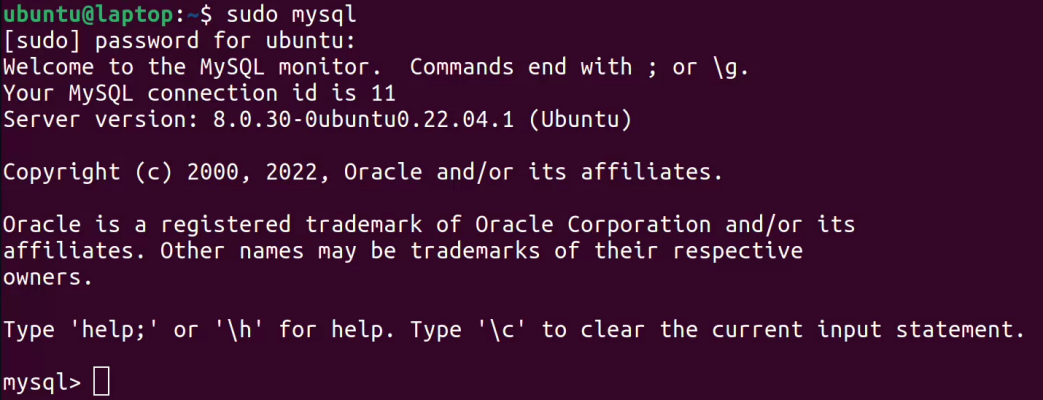 ubuntu@laptop:~$ sudo mysql
[sudo] password for ubuntu:
Welcome to the MySQL monitor.  Commands end with ; or \g.
Your MySQL connection id is 11
Server version: 8.0.30-0ubuntu0.22.04.1 (Ubuntu)
Copyright (c) 2000, 2022, Oracle and/or its affiliates.
Oracle is a registered trademark of Oracle Corporation and/or its
affiliates. Other names may be trademarks of their respective
owners.
Type 'help;' or '\h' for help. Type '\c' to clear the current input statement.
mysql>